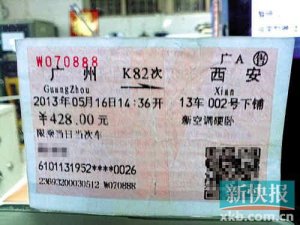 W070888
广A 售
广州 K82次 西安
GuangZhou Xian
2013年05月16日14:36开 13车 002号下铺
￥428.00元 新空调硬卧
限乘当日当次车
6101131952****0026
23693200030512 W070888
新快报
xkb.com.cn